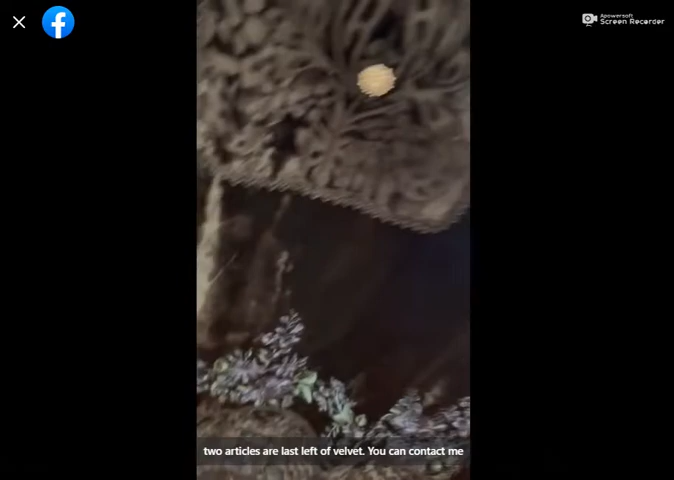 Apowersoft
Screen Recorder
two articles are last left of velvet. You can contact me